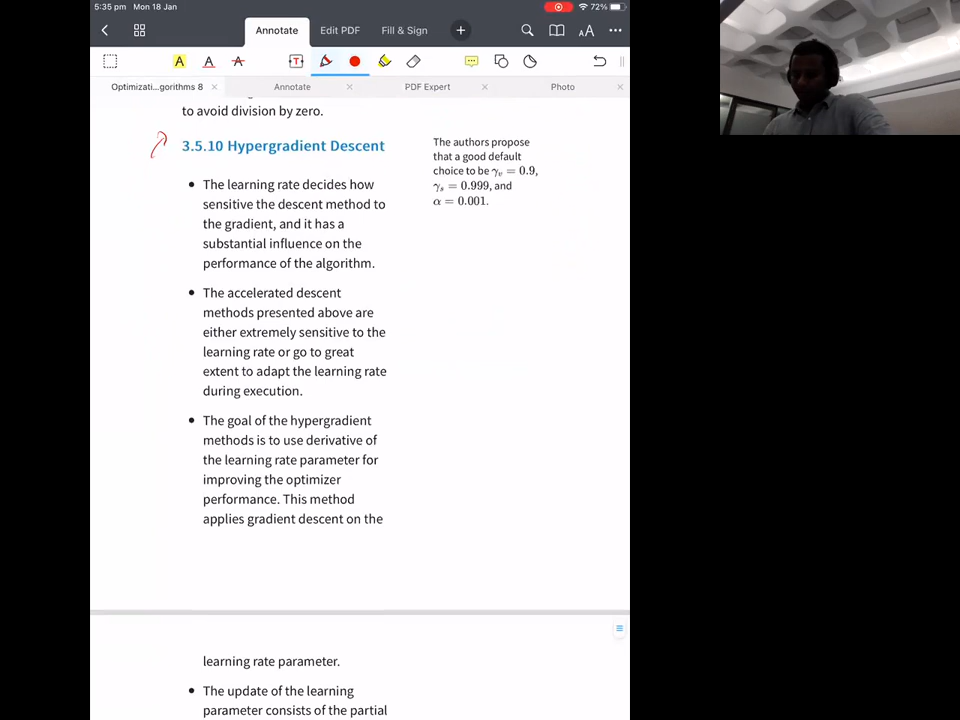 5:35 pm Mon 18 Jan
72%
Annotate Edit PDF Fill & Sign
A A A T AA
Optimizati...gorithms 8 Annotate PDF Expert Photo
to avoid division by zero.
3.5.10 Hypergradient Descent
The authors propose
that a good default
choice to be γᵥ = 0.9,
γₛ = 0.999, and
α = 0.001.
• The learning rate decides how
sensitive the descent method to
the gradient, and it has a
substantial influence on the
performance of the algorithm.
• The accelerated descent
methods presented above are
either extremely sensitive to the
learning rate or go to great
extent to adapt the learning rate
during execution.
• The goal of the hypergradient
methods is to use derivative of
the learning rate parameter for
improving the optimizer
performance. This method
applies gradient descent on the
learning rate parameter.
• The update of the learning
parameter consists of the partial